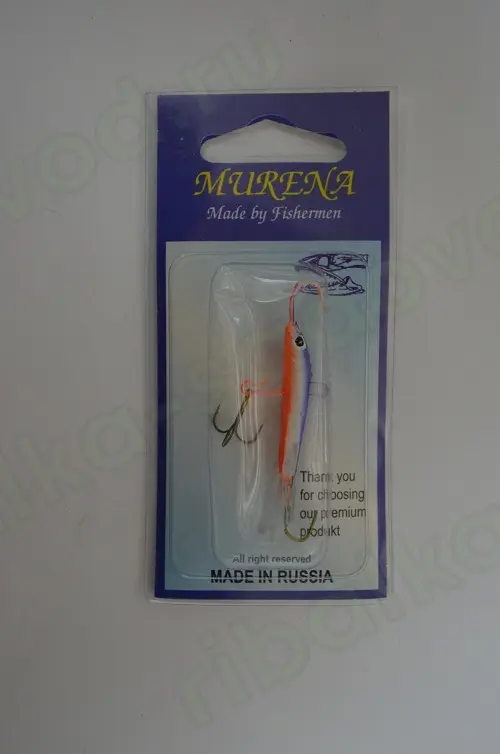 MURENA
Made by Fishermen
Thank you
for choosing
our premium
produkt
All right reserved
MADE IN RUSSIA